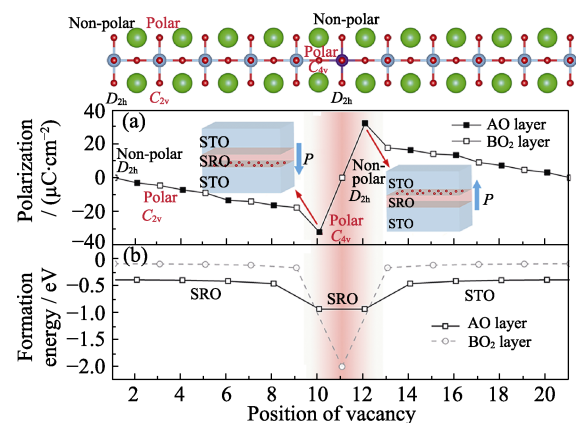 Non-polar Polar Non-polar
Polar
C4v
D2h C2v D2h
(a)
AO layer
BO2 layer
Polarization
/ (μC·cm−2)
40
20
0
−20
−40
STO
SRO
STO
P
Non-polar
D2h
Polar
C2v
Non-
polar
D2h
Polar
C4v
STO
SRO
STO
P
(b)
Formation
energy / eV
0
−0.5
−1.0
−1.5
−2.0
SRO SRO STO
AO layer
BO2 layer
2 4 6 8 10 12 14 16 18 20
Position of vacancy